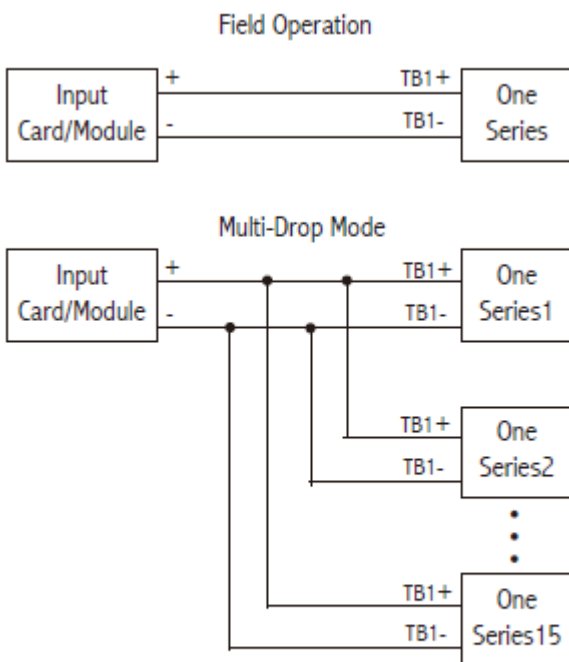 Field Operation
+
TB1+
Input
Card/Module
One
Series
-
TB1-
Multi-Drop Mode
+
TB1+
Input
Card/Module
One
Series1
-
TB1-
TB1+
One
Series2
TB1-
TB1+
One
Series15
TB1-